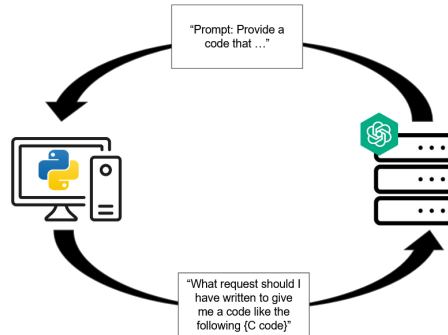 “Prompt: Provide a
code that …”
“What request should I
have written to give
me a code like the
following {C code}”